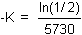 -K = ln(1/2)
5730